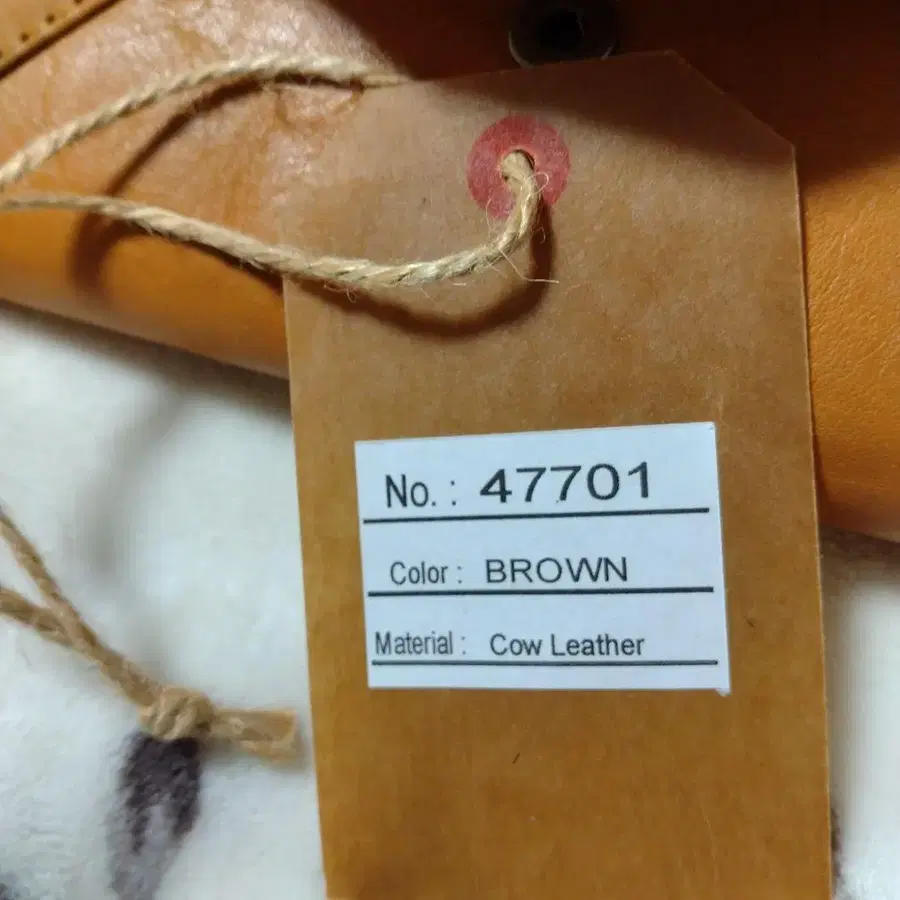 No. : 47701
Color : BROWN
Material : Cow Leather